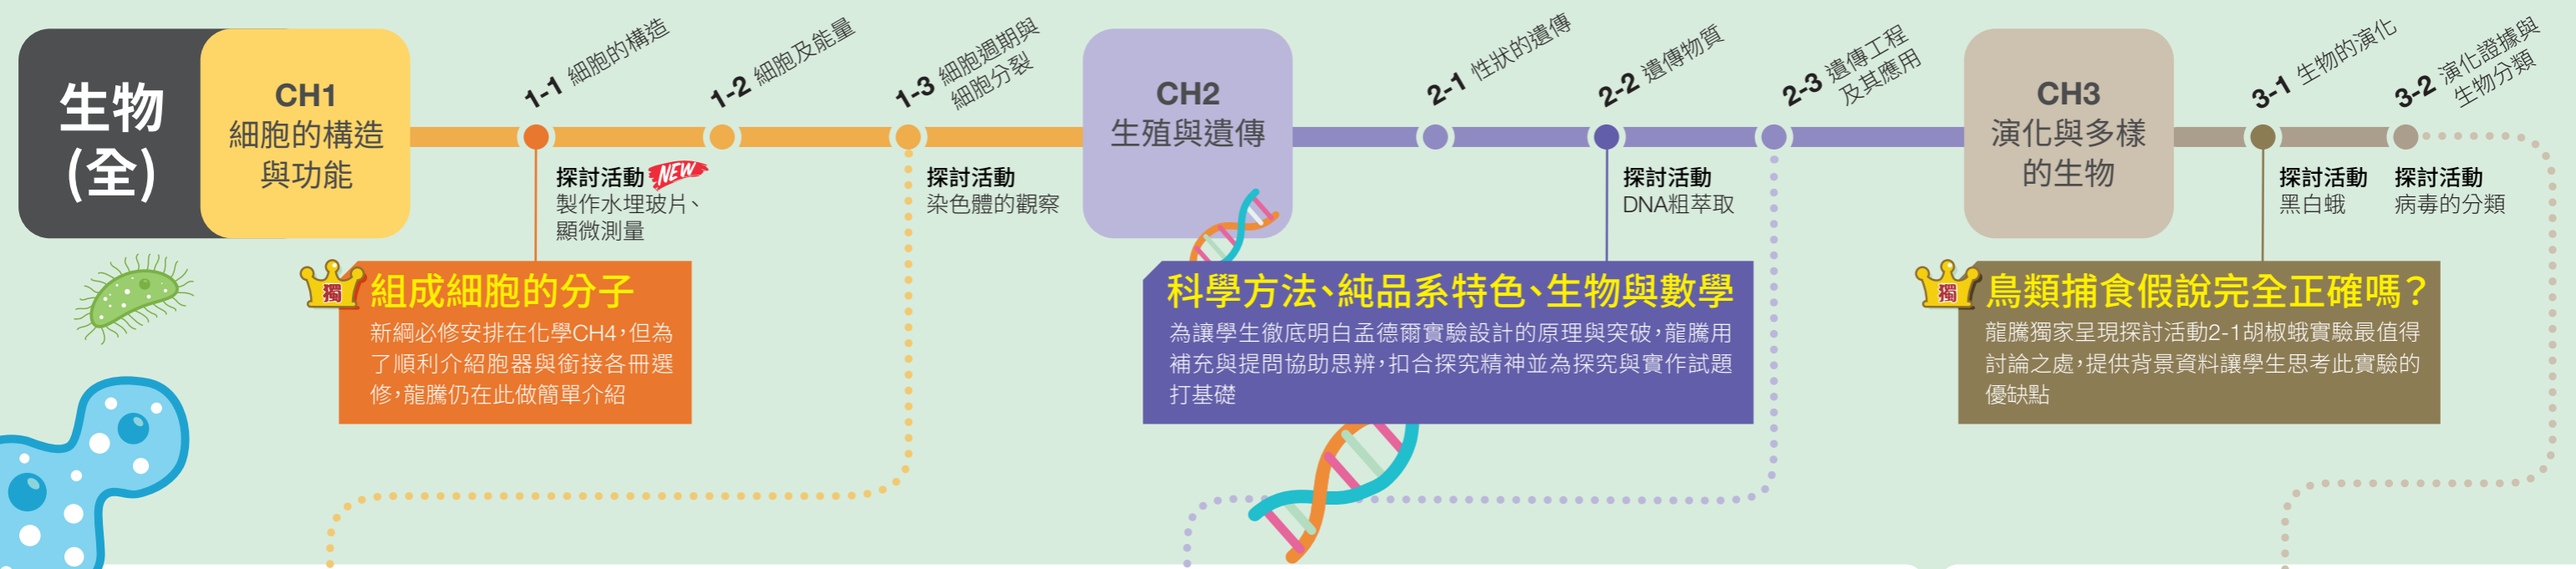 生物
(全)
CH1
細胞的構造
與功能
1-1 細胞的構造
1-2 細胞及能量
1-3 細胞週期與
細胞分裂
探討活動 NEW
製作水埋玻片、
顯微測量
探討活動
染色體的觀察
獨
組成細胞的分子
新綱必修安排在化學CH4,但為
了順利介紹胞器與銜接各冊選
修,龍騰仍在此做簡單介紹
CH2
生殖與遺傳
2-1 性狀的遺傳
2-2 遺傳物質
2-3 遺傳工程
及其應用
探討活動
DNA粗萃取
科學方法、純品系特色、生物與數學
為讓學生徹底明白孟德爾實驗設計的原理與突破,龍騰用
補充與提問協助思辨,扣合探究精神並為探究與實作試題
打基礎
CH3
演化與多樣
的生物
3-1 生物的演化
3-2 演化證據與
生物分類
探討活動
黑白蛾
探討活動
病毒的分類
獨
鳥類捕食假說完全正確嗎?
龍騰獨家呈現探討活動2-1胡椒蛾實驗最值得
討論之處,提供背景資料讓學生思考此實驗的
優缺點